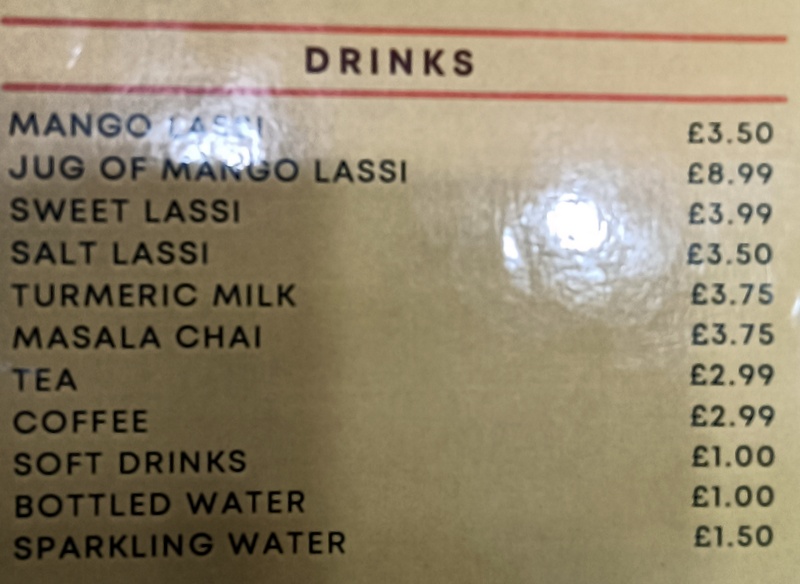 DRINKS
MANGO LASSI £3.50
JUG OF MANGO LASSI £8.99
SWEET LASSI £3.99
SALT LASSI £3.50
TURMERIC MILK £3.75
MASALA CHAI £3.75
TEA £2.99
COFFEE £2.99
SOFT DRINKS £1.00
BOTTLED WATER £1.00
SPARKLING WATER £1.50